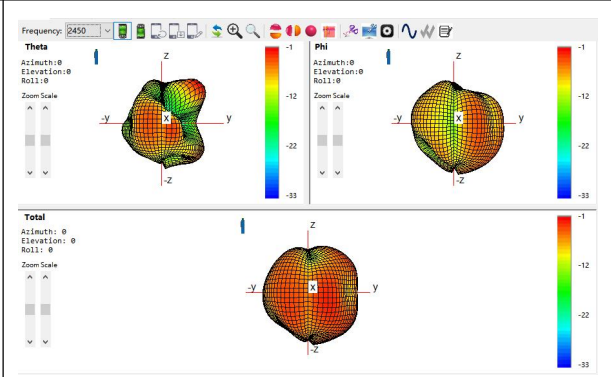 Frequency: 2450
Theta
Azimuth:0
Elevation:0
Roll:0
Zoom Scale
z
-y
x
y
-z
-1
-12
-22
-33
Phi
Azimuth:0
Elevation:0
Roll:0
Zoom Scale
z
-y
x
y
-z
-1
-12
-22
-33
Total
Azimuth: 0
Elevation: 0
Roll: 0
Zoom Scale
z
-y
x
y
-z
-1
-12
-22
-33